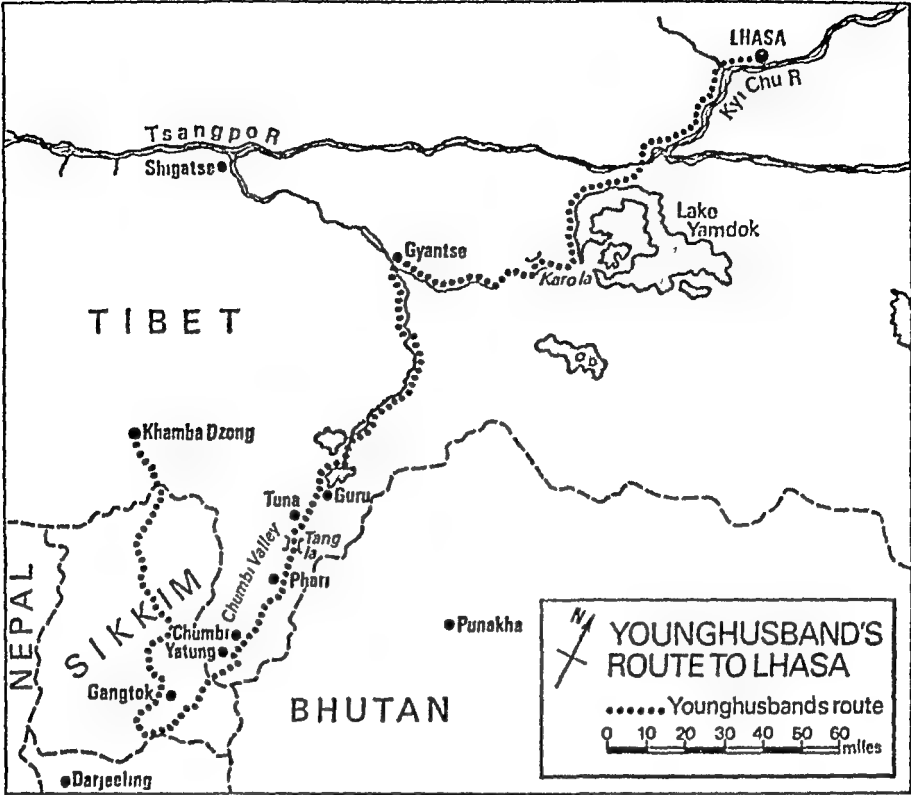 LHASA
Kyi Chu R
Tsangpo R
Shigatse
Lake
Yamdok
Gyantse
Karo la
TIBET
Khamba Dzong
Guru
Tuna
Tang
la
Chumbi Valley
Phari
NEPAL
SIKKIM
Chumbi
Yatung
Punakha
Gangtok
BHUTAN
Darjeeling
N
YOUNGHUSBAND'S
ROUTE TO LHASA
Younghusbands route
0 10 20 30 40 50 60
miles